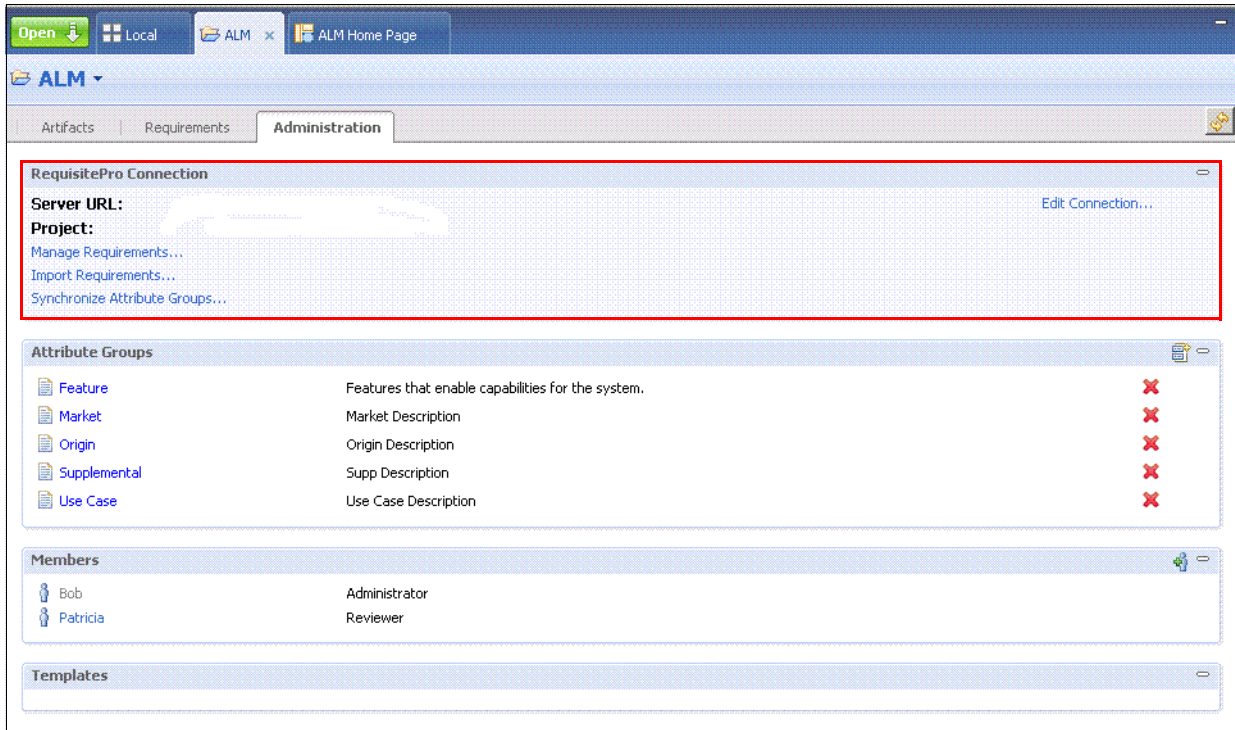 Open Local ALM ALM Home Page
ALM
Artifacts Requirements Administration
RequisitePro Connection
Server URL: Edit Connection...
Project:
Manage Requirements...
Import Requirements...
Synchronize Attribute Groups...
Attribute Groups
Feature Features that enable capabilities for the system.
Market Market Description
Origin Origin Description
Supplemental Supp Description
Use Case Use Case Description
Members
Bob Administrator
Patricia Reviewer
Templates